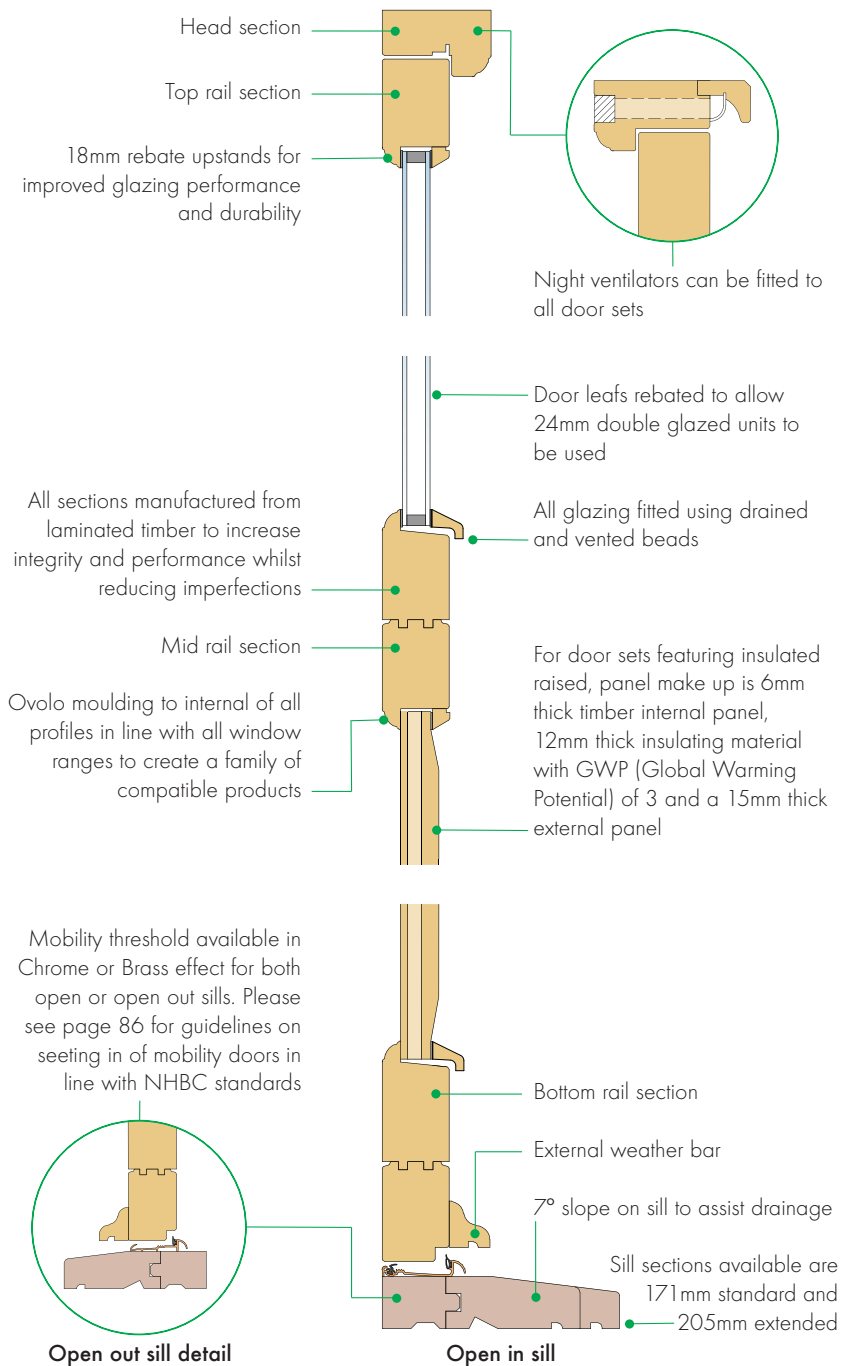 Head section
Top rail section
18mm rebate upstands for
improved glazing performance
and durability
Night ventilators can be fitted to
all door sets
Door leafs rebated to allow
24mm double glazed units to
be used
All sections manufactured from
laminated timber to increase
integrity and performance whilst
reducing imperfections
All glazing fitted using drained
and vented beads
Mid rail section
Ovolo moulding to internal of all
profiles in line with all window
ranges to create a family of
compatible products
For door sets featuring insulated
raised, panel make up is 6mm
thick timber internal panel,
12mm thick insulating material
with GWP (Global Warming
Potential) of 3 and a 15mm thick
external panel
Mobility threshold available in
Chrome or Brass effect for both
open or open out sills. Please
see page 86 for guidelines on
seeting in of mobility doors in
line with NHBC standards
Bottom rail section
External weather bar
7° slope on sill to assist drainage
Sill sections available are
171mm standard and
205mm extended
Open out sill detail
Open in sill